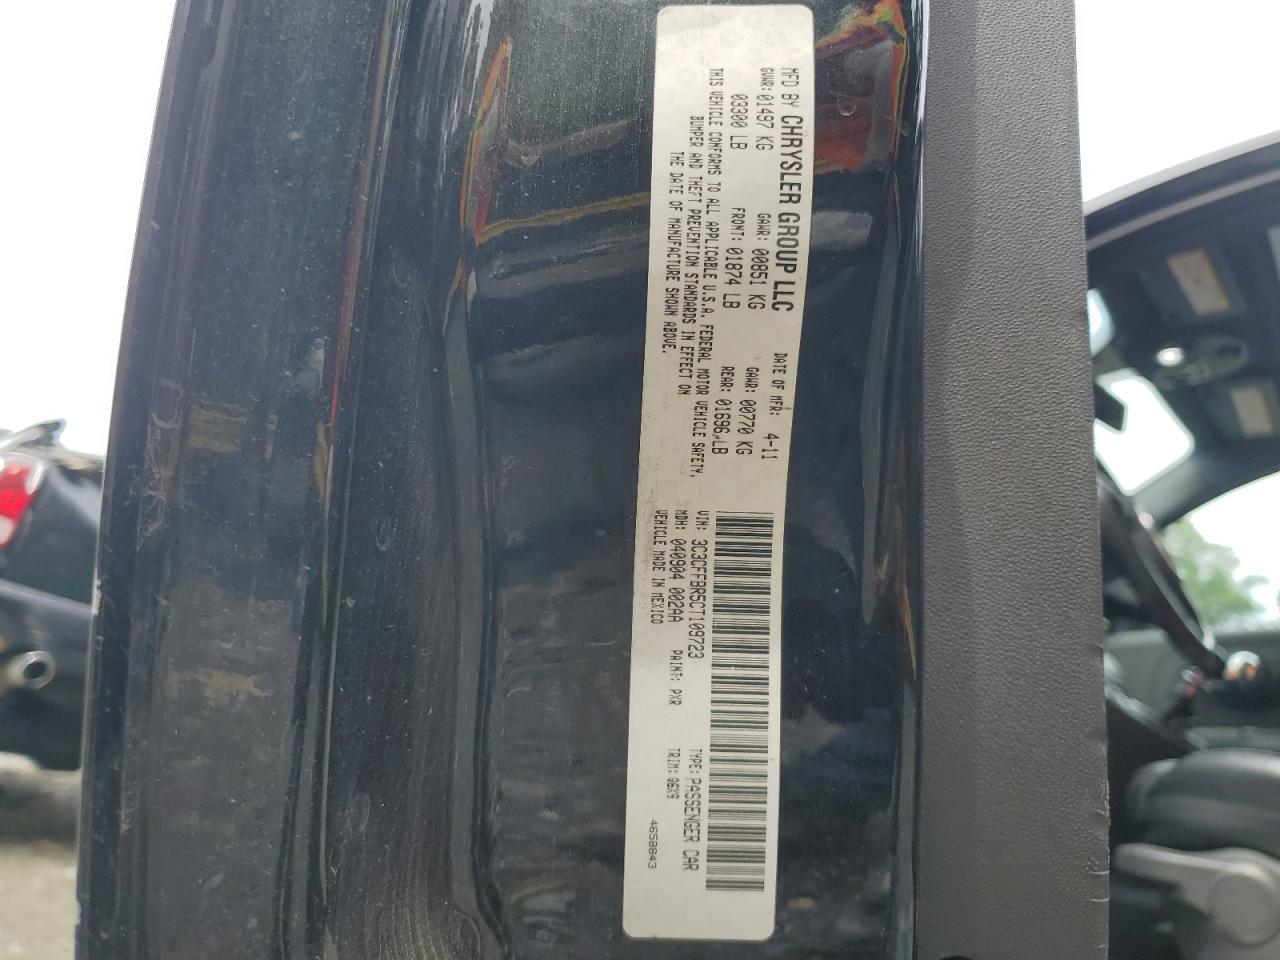 MFD BY CHRYSLER GROUP LLC DATE OF MFR: 4-11
GVWR: 01497 KG GAWR: 00851 KG GAWR: 00770 KG
03300 LB FRONT: 01874 LB REAR: 01696 LB
THIS VEHICLE CONFORMS TO ALL APPLICABLE U.S.A. FEDERAL MOTOR VEHICLE SAFETY,
BUMPER AND THEFT PREVENTION STANDARDS IN EFFECT ON
THE DATE OF MANUFACTURE SHOWN ABOVE.
VIN: 3C3CFFBR5CT109723 TYPE: PASSENGER CAR
MDH: 040904 002AA PAINT: PXR TRIM: Q6X9
VEHICLE MADE IN MEXICO 4658843